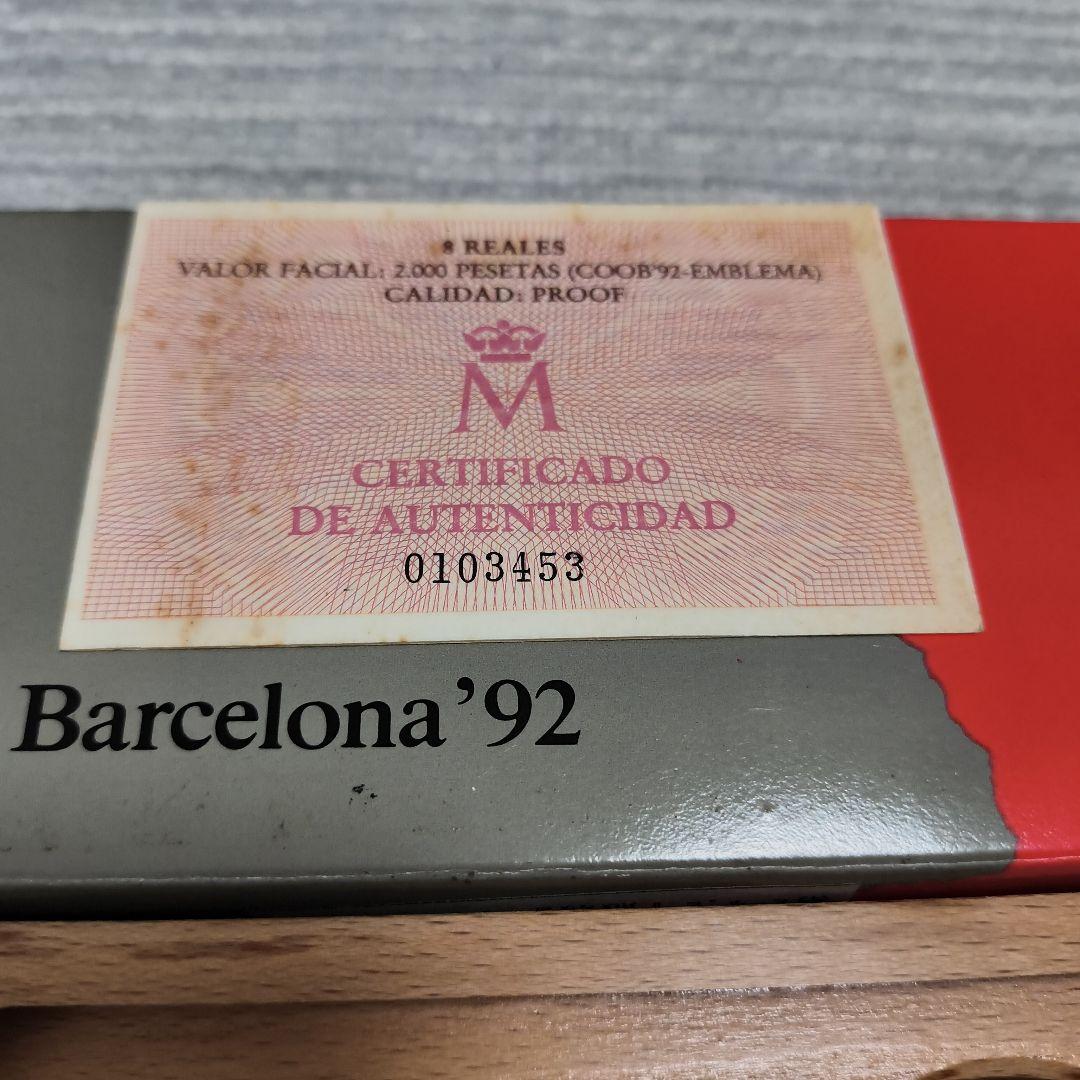 8 REALES
VALOR FACIAL: 2.000 PESETAS (COOB'92-EMBLEMA)
CALIDAD: PROOF
M
CERTIFICADO
DE AUTENTICIDAD
0103453
Barcelona '92